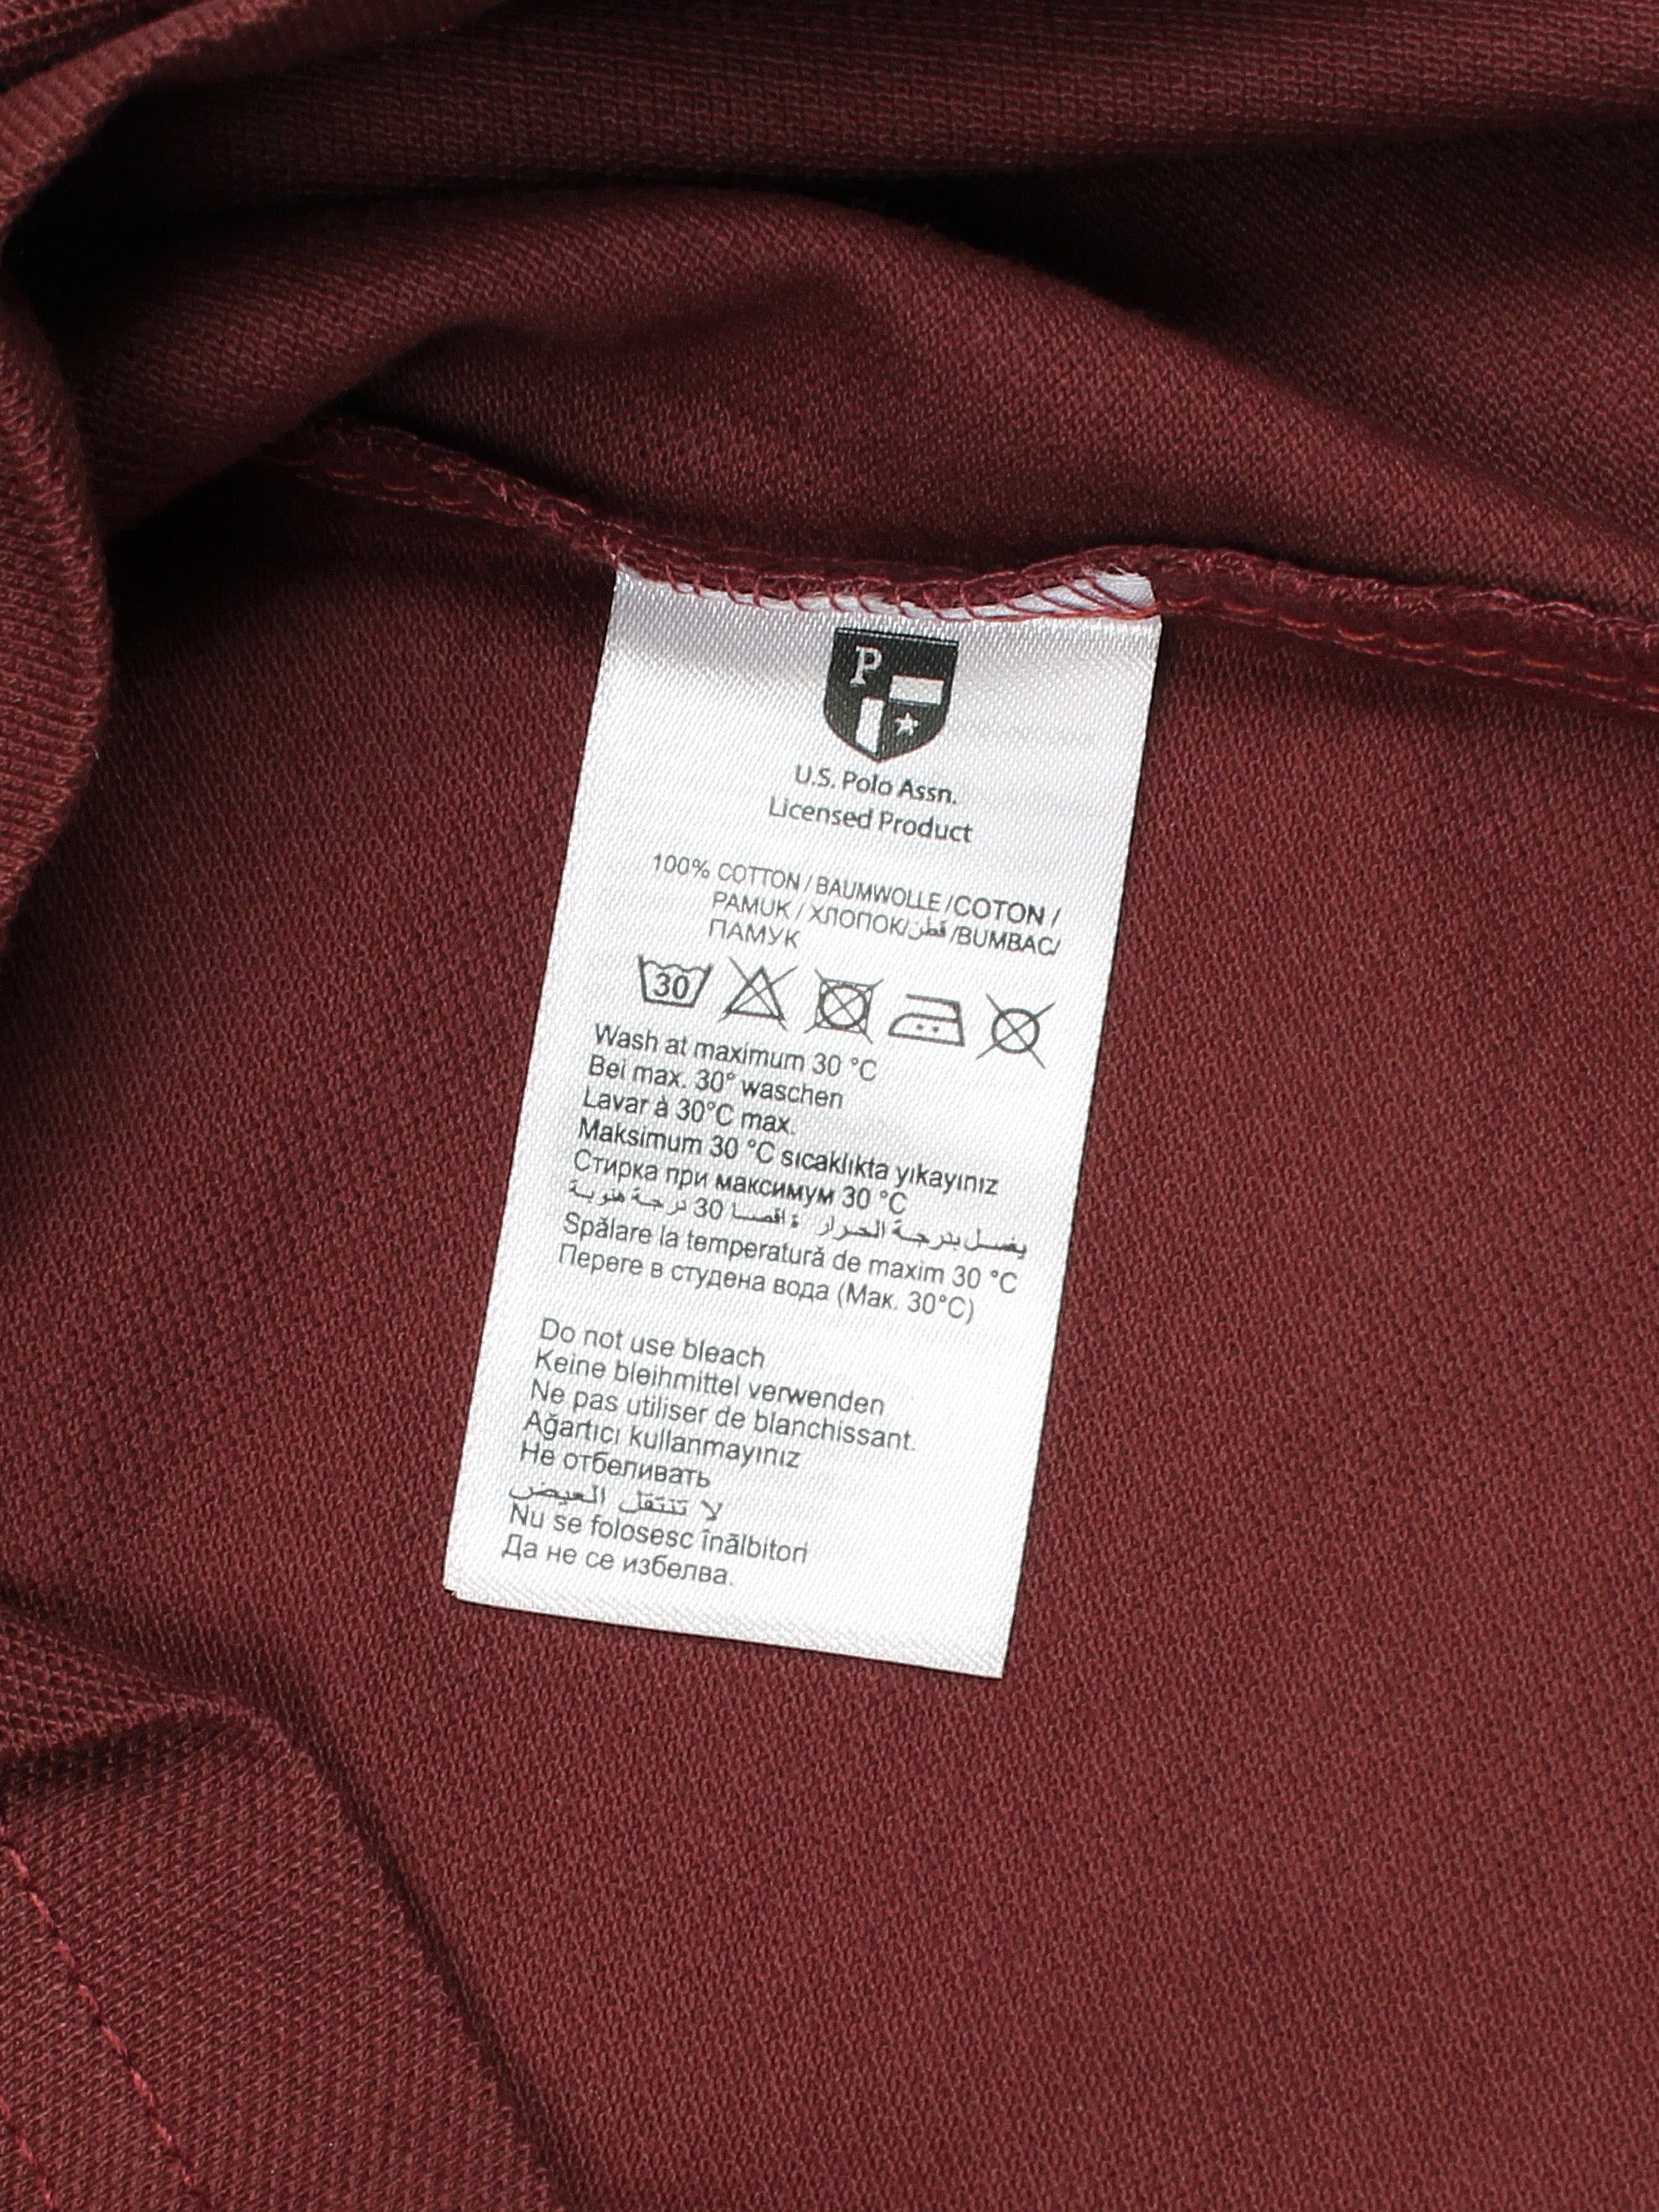 P
U.S. Polo Assn.
Licensed Product
100% COTTON / BAUMWOLLE /COTON /
PAMUK / ХЛОПОК/قطن /BUMBAC/
ПАМУК
30
Wash at maximum 30 °C
Bei max. 30° waschen
Lavar à 30°C max.
Maksimum 30 °C sıcaklıkta yıkayınız
Стирка при максимум 30 °C
30 درجة
Spălare la temperatură de maxim 30 °C
Перете в студена вода (Мак. 30°C)
Do not use bleach
Keine bleihmittel verwenden
Ne pas utiliser de blanchissant.
Ağartıcı kullanmayınız
Не отбеливать
لا
Nu se folosesc înălbitori
Да не се избелва.